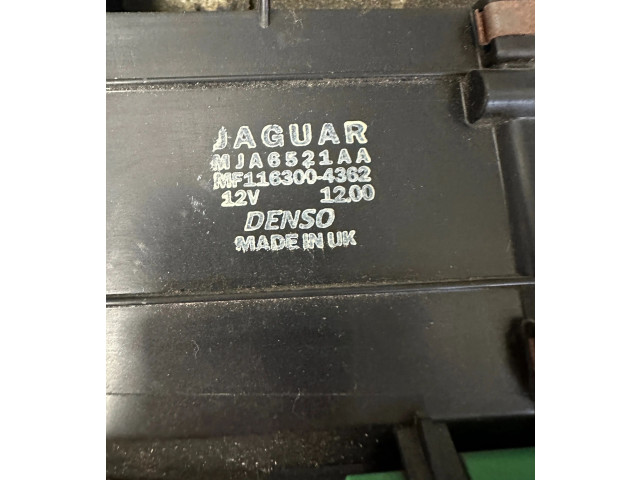 JAGUAR
MJA6521AA
MF116300-4362
12V 12.00
DENSO
MADE IN UK